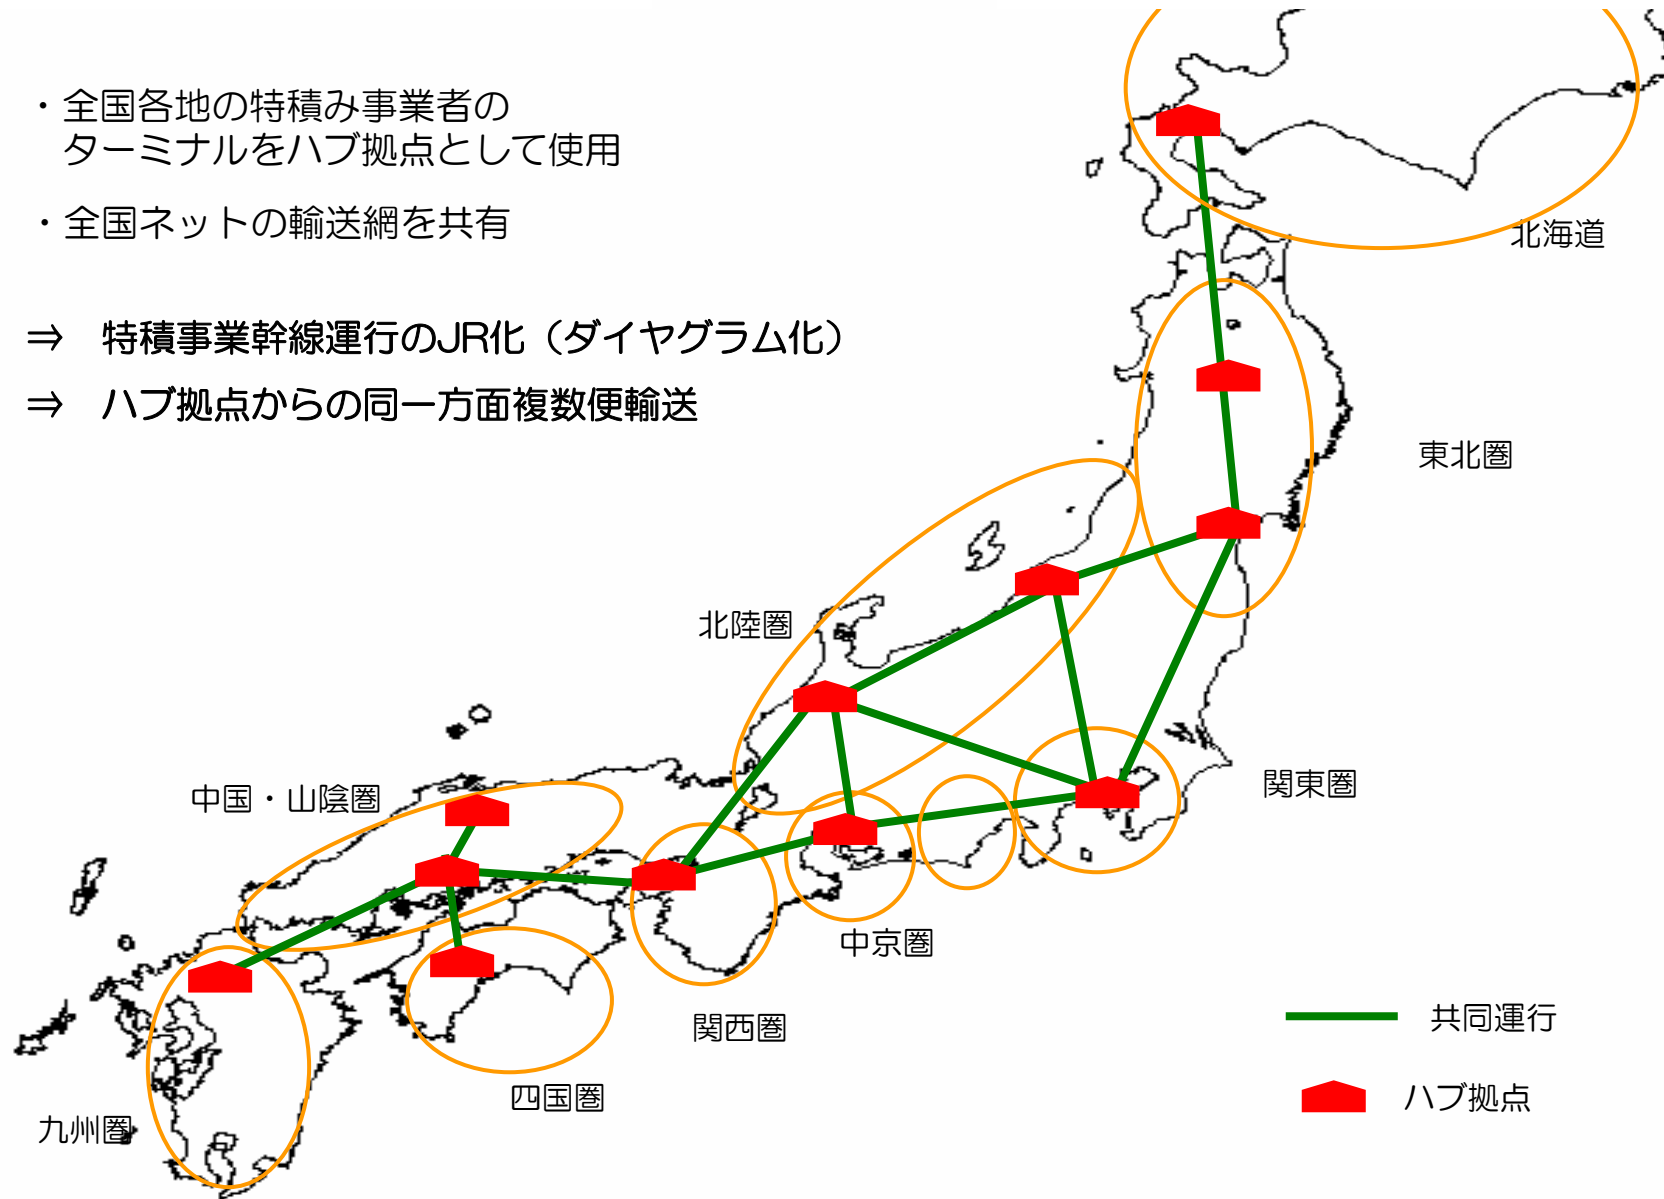 ・全国各地の特積み事業者の
ターミナルをハブ拠点として使用
・全国ネットの輸送網を共有
⇒　特積事業幹線運行のJR化（ダイヤグラム化）
⇒　ハブ拠点からの同一方面複数便輸送
北海道
東北圏
北陸圏
関東圏
中国・山陰圏
中京圏
関西圏
四国圏
九州圏
共同運行
ハブ拠点